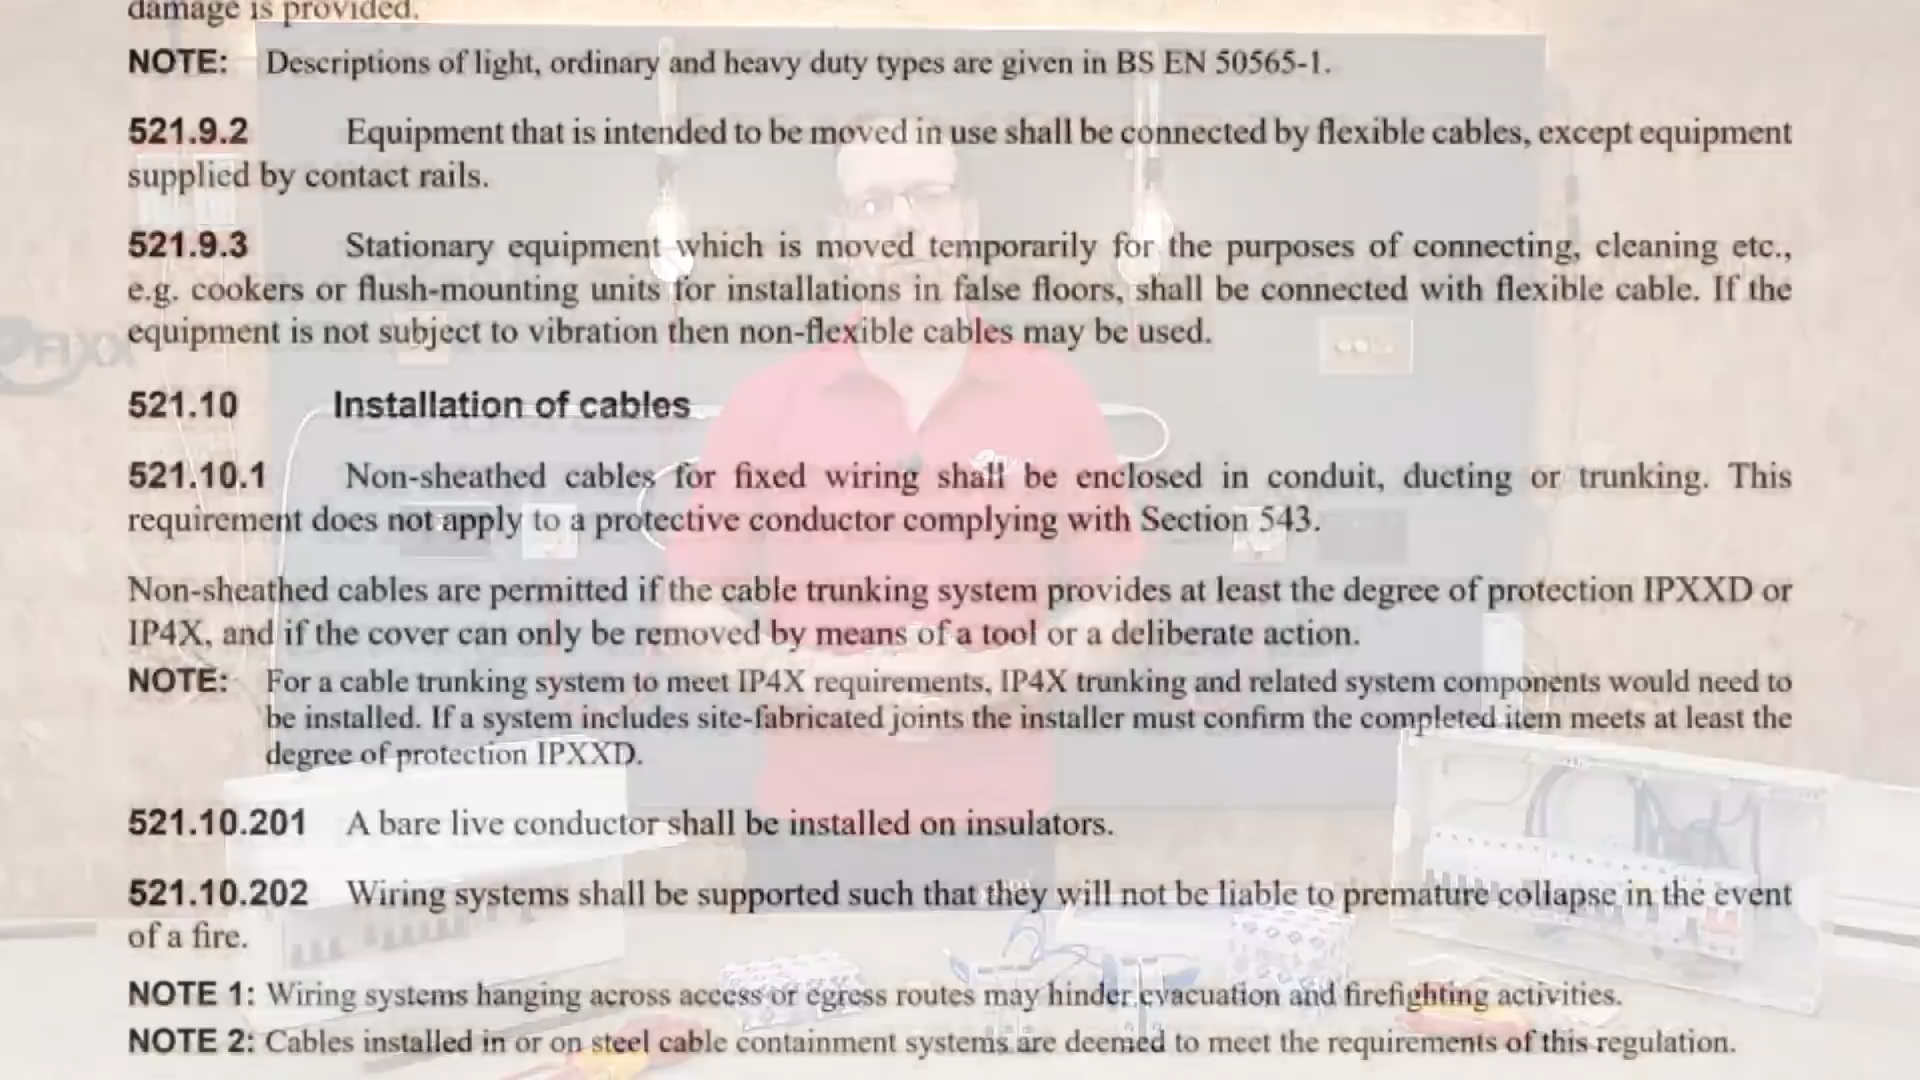 damage is provided.
NOTE: Descriptions of light, ordinary and heavy duty types are given in BS EN 50565-1.
521.9.2 Equipment that is intended to be moved in use shall be connected by flexible cables, except equipment
supplied by contact rails.
521.9.3 Stationary equipment which is moved temporarily for the purposes of connecting, cleaning etc.,
e.g. cookers or flush-mounting units for installations in false floors, shall be connected with flexible cable. If the
equipment is not subject to vibration then non-flexible cables may be used.
FIXX
521.10 Installation of cables
521.10.1 Non-sheathed cables for fixed wiring shall be enclosed in conduit, ducting or trunking. This
requirement does not apply to a protective conductor complying with Section 543.
Non-sheathed cables are permitted if the cable trunking system provides at least the degree of protection IPXXD or
IP4X, and if the cover can only be removed by means of a tool or a deliberate action.
NOTE: For a cable trunking system to meet IP4X requirements, IP4X trunking and related system components would need to
be installed. If a system includes site-fabricated joints the installer must confirm the completed item meets at least the
degree of protection IPXXD.
521.10.201 A bare live conductor shall be installed on insulators.
521.10.202 Wiring systems shall be supported such that they will not be liable to premature collapse in the event
of a fire.
NOTE 1: Wiring systems hanging across access or egress routes may hinder evacuation and firefighting activities.
NOTE 2: Cables installed in or on steel cable containment systems are deemed to meet the requirements of this regulation.